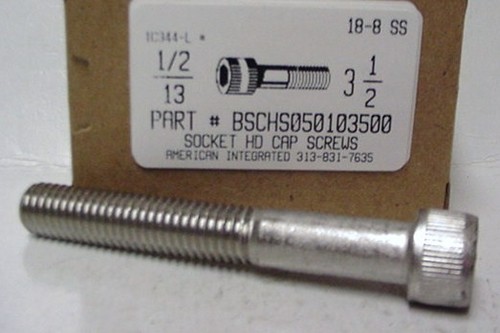 IC344-L *
18-8 SS
1/2
13
3 1/2
PART # BSCHS050103500
SOCKET HD CAP SCREWS
AMERICAN INTEGRATED 313-831-7635